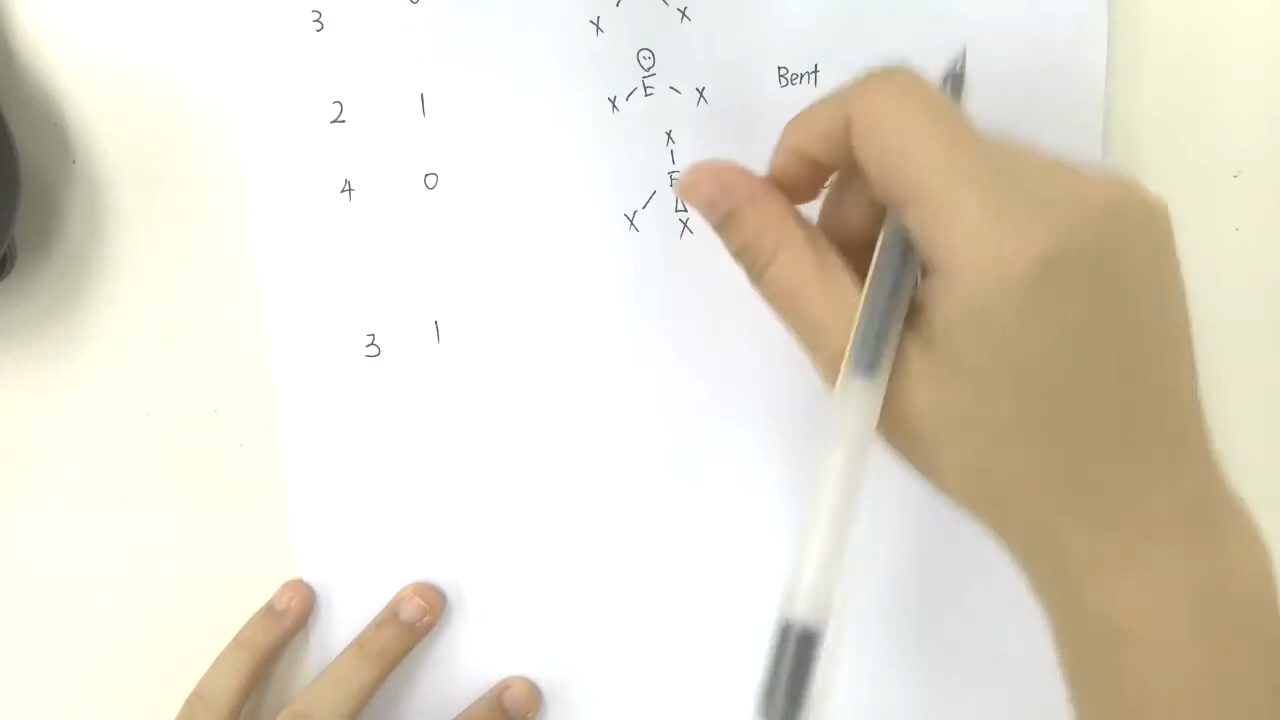 3 X X
2 1 X E X Bent
X
4 0 E
X X
3 1